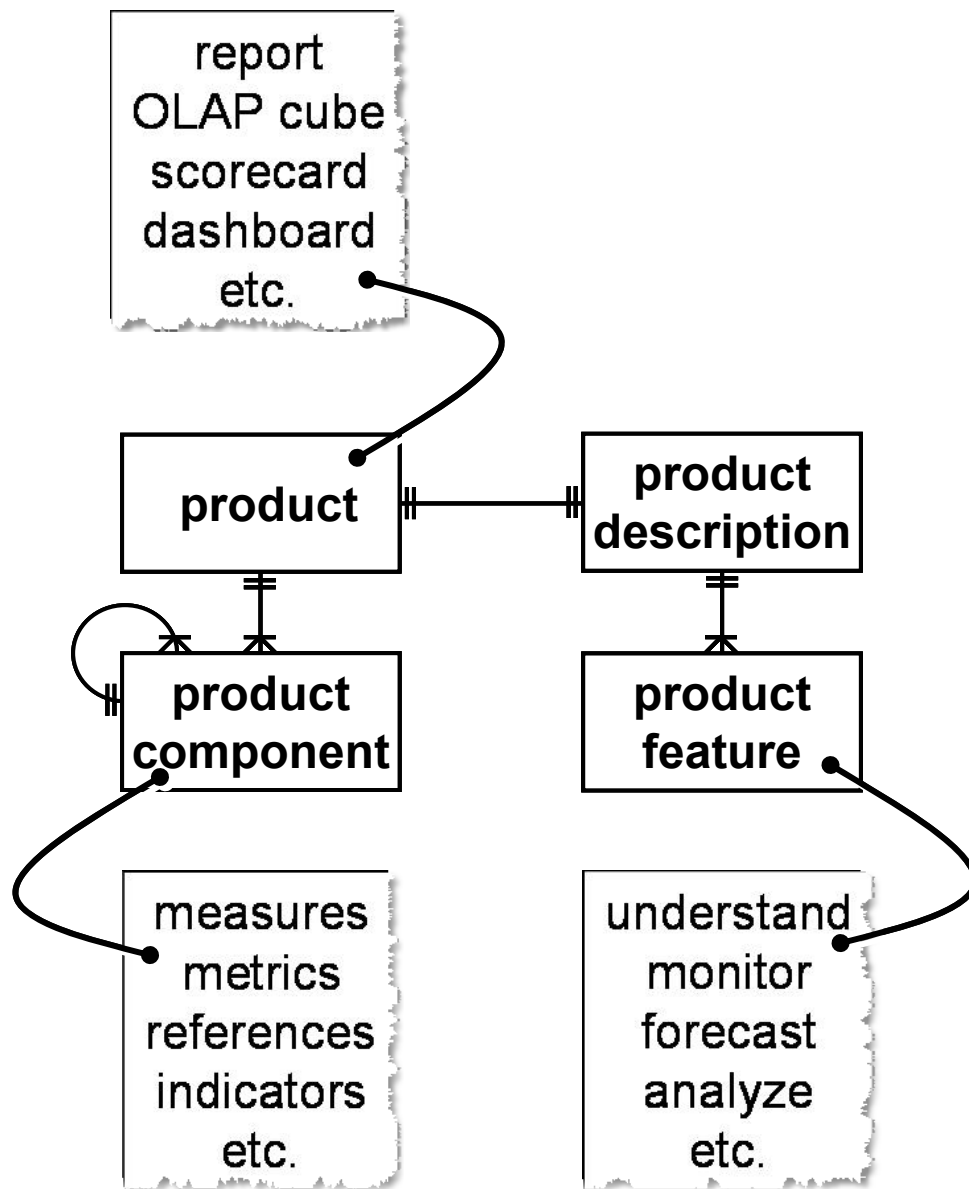 report
OLAP cube
scorecard
dashboard
etc.
product
product
description
product
component
product
feature
measures
metrics
references
indicators
etc.
understand
monitor
forecast
analyze
etc.